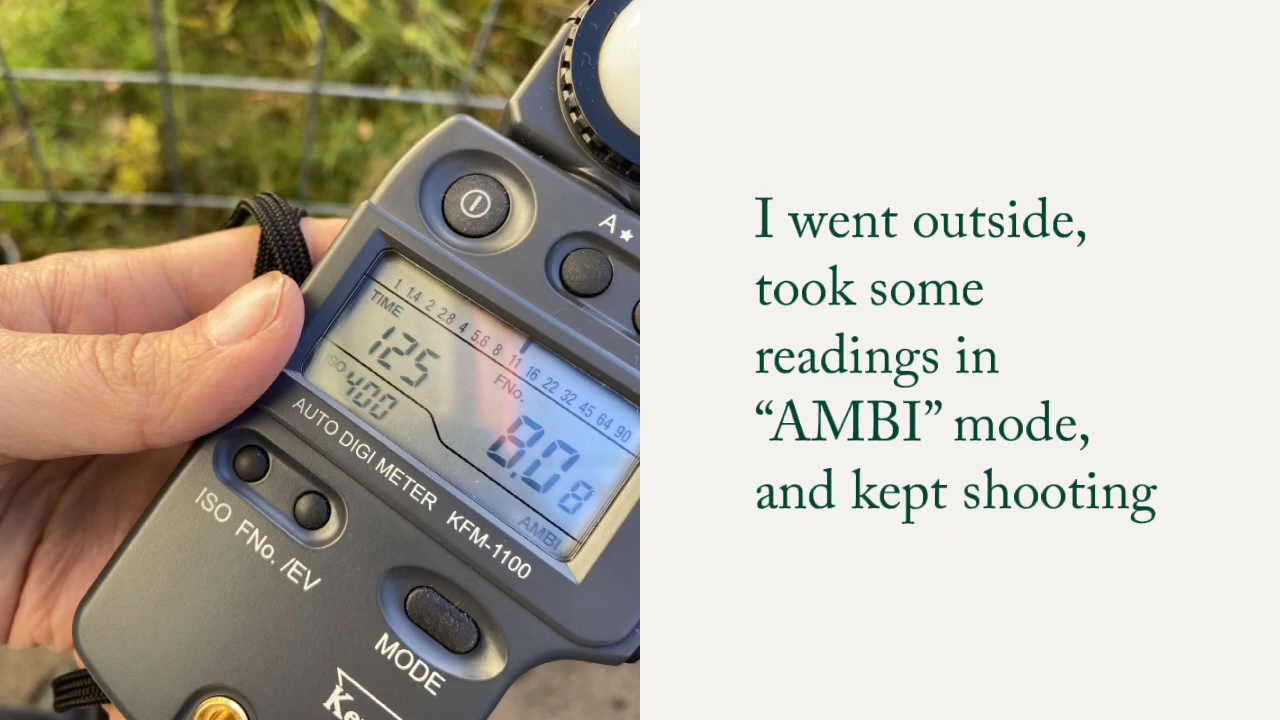 A★
1 1.4 2 2.8 4 5.6 8 11 16 22 32 45 64 90
TIME
125
FNo.
ISO 400
8.0 8
AMBI
AUTO DIGI METER KFM-1100
ISO FNo. /EV
MODE
I went outside,
took some
readings in
“AMBI” mode,
and kept shooting